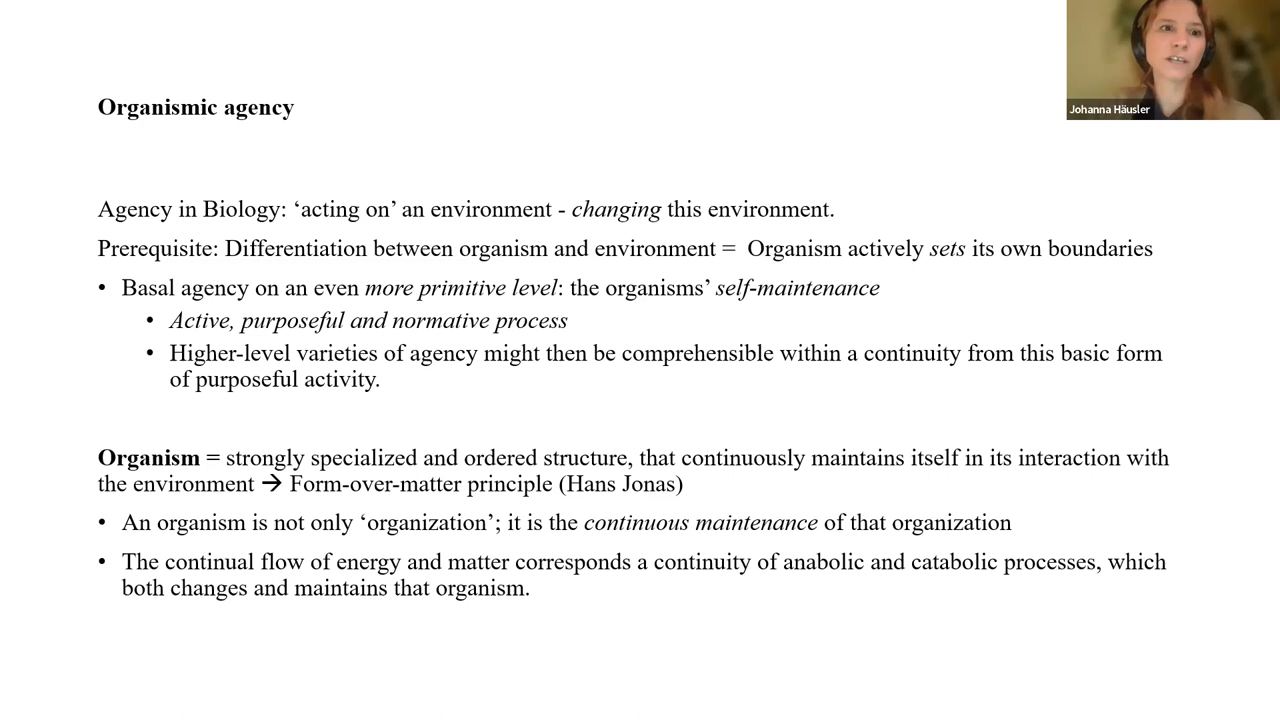 Johanna Häusler
Organismic agency
Agency in Biology: ‘acting on’ an environment - changing this environment.
Prerequisite: Differentiation between organism and environment =  Organism actively sets its own boundaries
• Basal agency on an even more primitive level: the organisms’ self-maintenance
• Active, purposeful and normative process
• Higher-level varieties of agency might then be comprehensible within a continuity from this basic form
of purposeful activity.
Organism = strongly specialized and ordered structure, that continuously maintains itself in its interaction with
the environment → Form-over-matter principle (Hans Jonas)
• An organism is not only ‘organization’; it is the continuous maintenance of that organization
• The continual flow of energy and matter corresponds a continuity of anabolic and catabolic processes, which
both changes and maintains that organism.